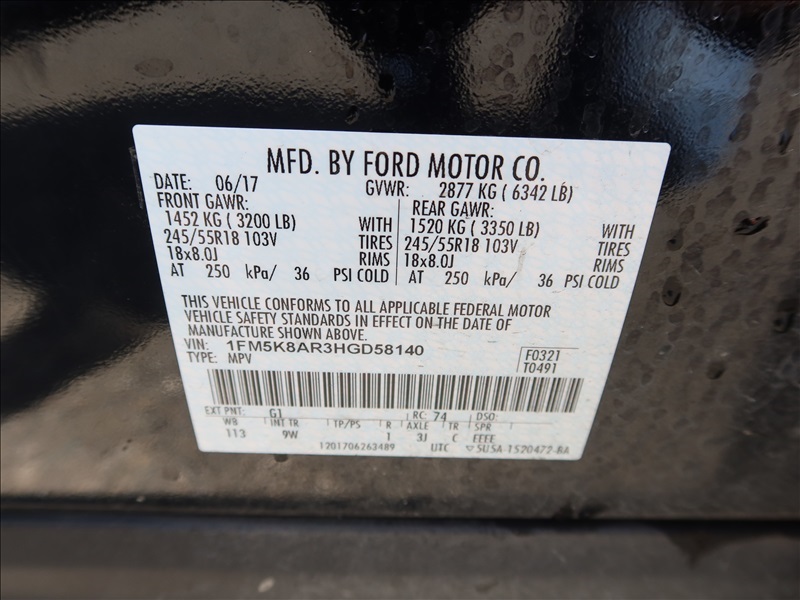 MFD. BY FORD MOTOR CO.
DATE: 06/17 GVWR: 2877 KG ( 6342 LB)
FRONT GAWR: REAR GAWR:
1452 KG ( 3200 LB) WITH 1520 KG ( 3350 LB) WITH
245/55R18 103V TIRES 245/55R18 103V TIRES
18x8.0J RIMS 18x8.0J RIMS
AT 250 kPa/ 36 PSI COLD AT 250 kPa/ 36 PSI COLD
THIS VEHICLE CONFORMS TO ALL APPLICABLE FEDERAL MOTOR
VEHICLE SAFETY STANDARDS IN EFFECT ON THE DATE OF
MANUFACTURE SHOWN ABOVE.
VIN: 1FM5K8AR3HGD58140 F0321
TYPE: MPV T0491
EXT PNT: G1 RC: 74 DSO:
WB INT TR TP/PS R AXLE TR SPR
113 9W 1 3J C EEEE
1201706263489 UTC ▽5U5A-1520472-BA